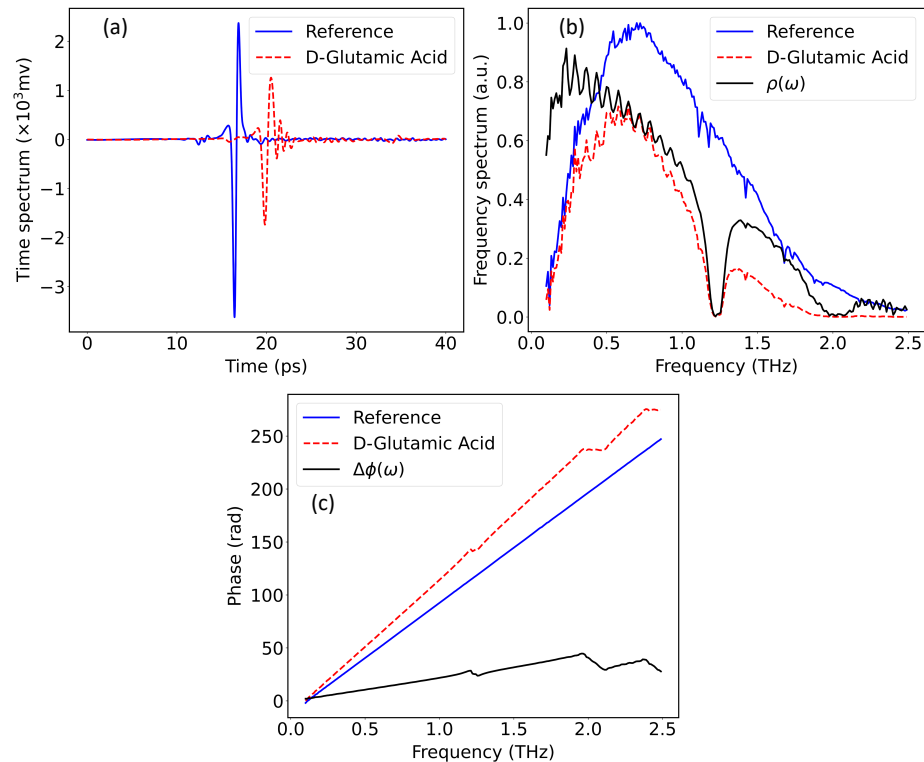 (a)
Reference
D-Glutamic Acid
Time spectrum (×10³mv)
2
1
0
−1
−2
−3
0
10
20
30
40
Time (ps)
(b)
Reference
D-Glutamic Acid
ρ(ω)
Frequency spectrum (a.u.)
1.0
0.8
0.6
0.4
0.2
0.0
0.0
0.5
1.0
1.5
2.0
2.5
Frequency (THz)
Reference
D-Glutamic Acid
Δϕ(ω)
(c)
Phase (rad)
250
200
150
100
50
0
0.0
0.5
1.0
1.5
2.0
2.5
Frequency (THz)